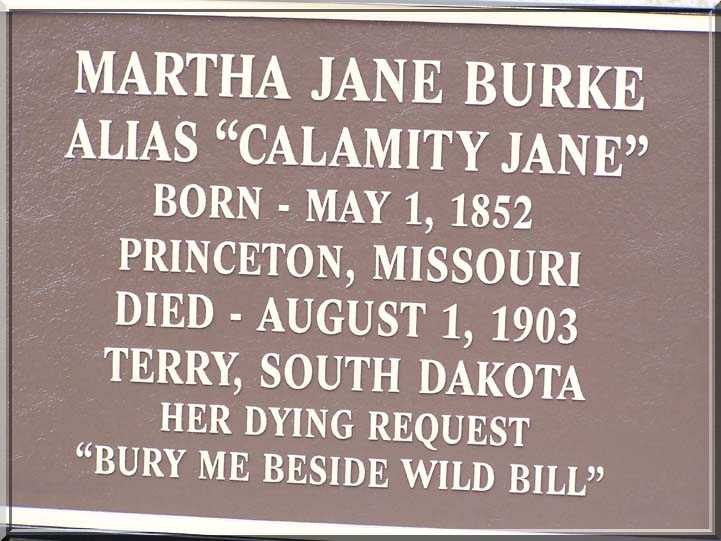 MARTHA JANE BURKE
ALIAS “CALAMITY JANE”
BORN - MAY 1, 1852
PRINCETON, MISSOURI
DIED - AUGUST 1, 1903
TERRY, SOUTH DAKOTA
HER DYING REQUEST
“BURY ME BESIDE WILD BILL”